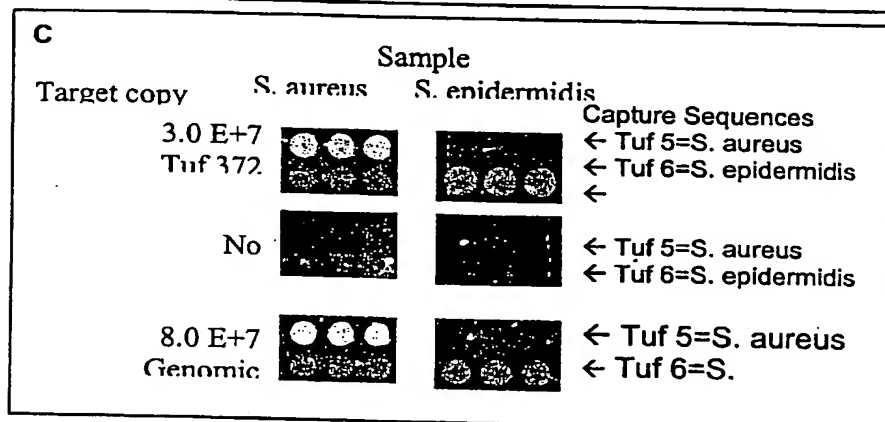 C
Sample
Target copy S. aureus S. epidermidis
Capture Sequences
3.0 E+7 ← Tuf 5=S. aureus
Tuf 372 ← Tuf 6=S. epidermidis
←
No ← Tuf 5=S. aureus
← Tuf 6=S. epidermidis
8.0 E+7 ← Tuf 5=S. aureus
Genomic ← Tuf 6=S.